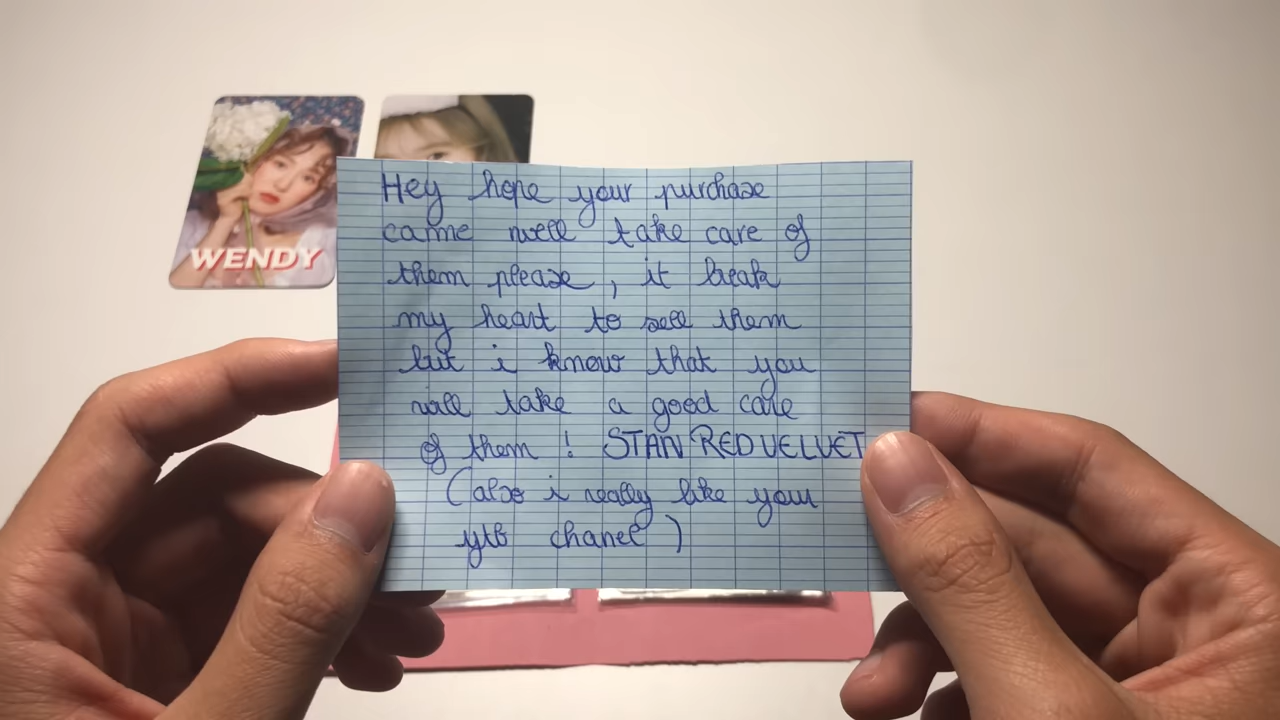 WENDY
Hey hope your purchase
came well take care of
them please, it break
my heart to sell them
but i know that you
will take a good care
of them ! STAN RED VELVET
(also i really like your
ytb chanel)